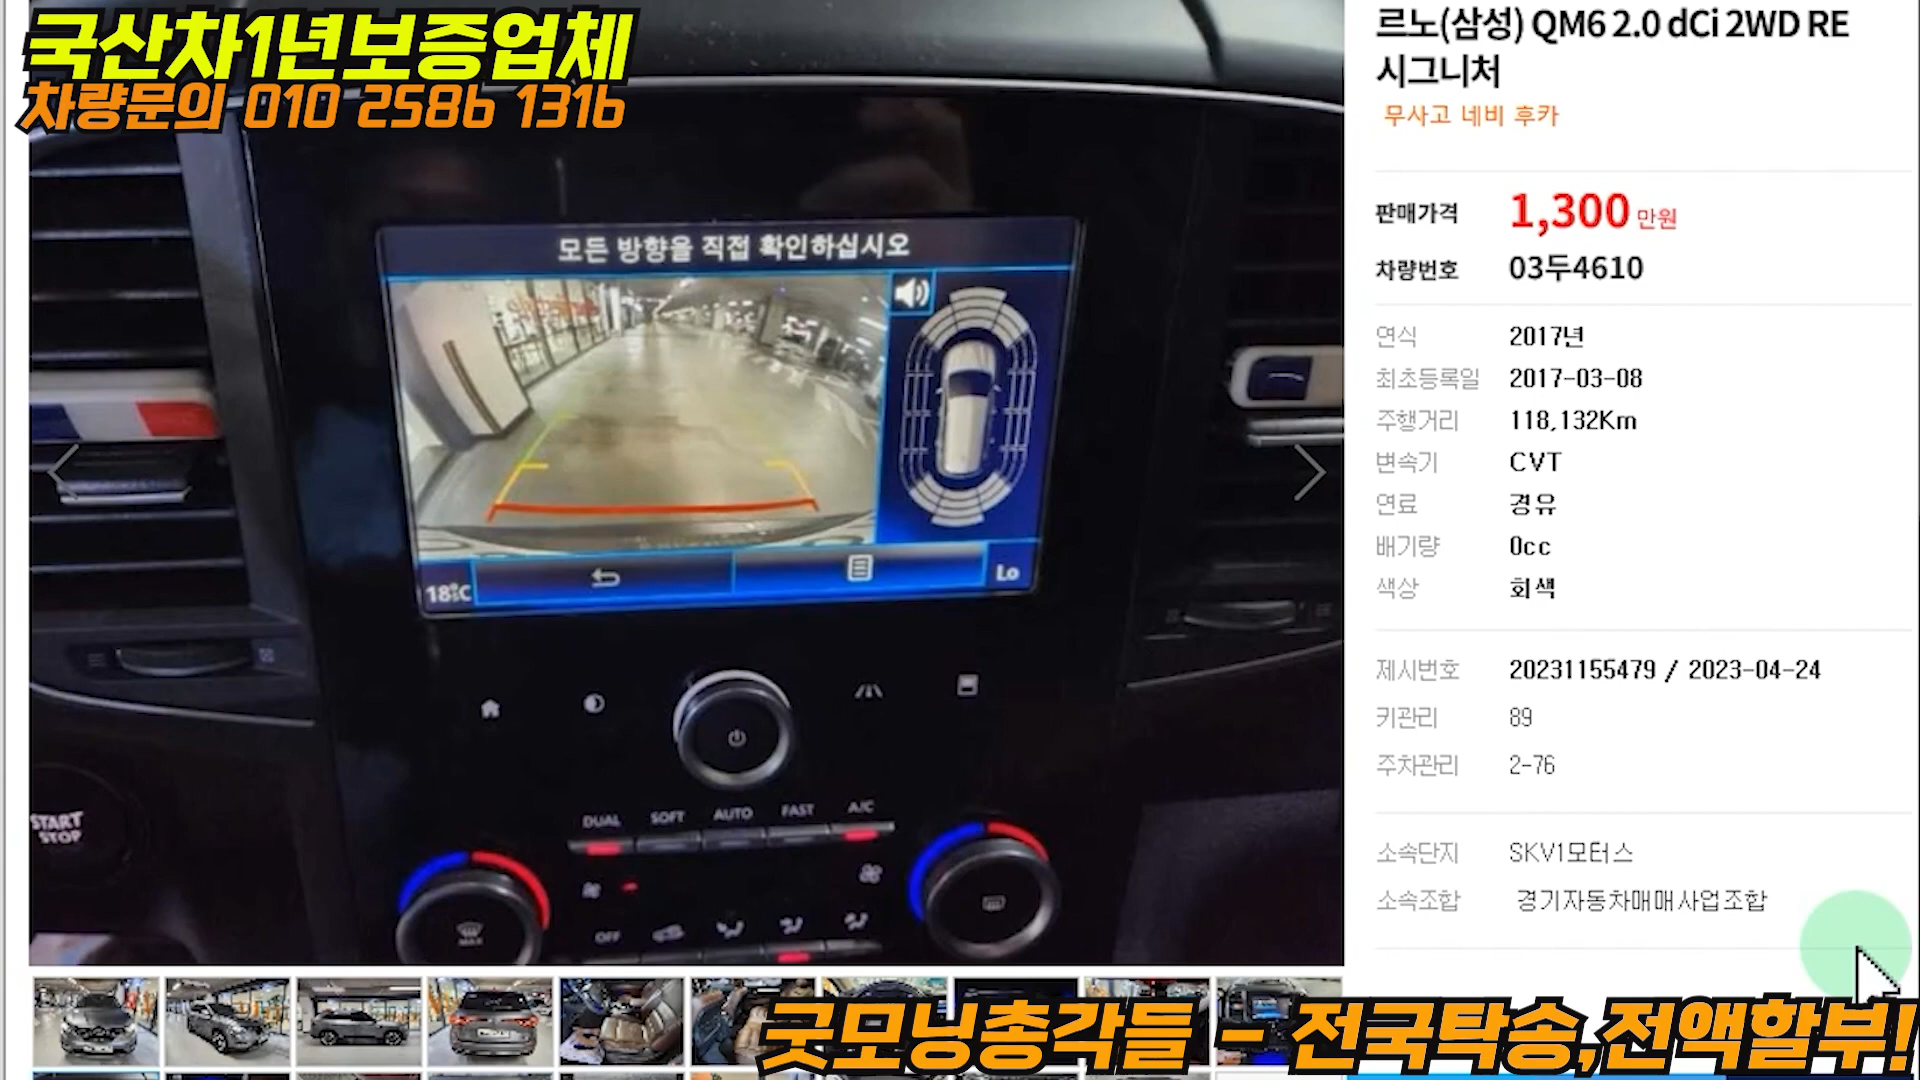 국산차1년보증업체
차량문의 010 2586 1316
르노(삼성) QM6 2.0 dCi 2WD RE
시그니처
무사고 네비 후카
판매가격 1,300 만원
차량번호 03두4610
연식 2017년
최초등록일 2017-03-08
주행거리 118,132Km
변속기 CVT
연료 경유
배기량 0cc
색상 회색
제시번호 20231155479 / 2023-04-24
키관리 89
주차관리 2-76
소속단지 SKV1모터스
소속조합 경기자동차매매사업조합
모든 방향을 직접 확인하십시오
18°C
Lo
START
STOP
DUAL SOFT AUTO FAST A/C
OFF
MAX
굿모닝총각들 - 전국탁송,전액할부!